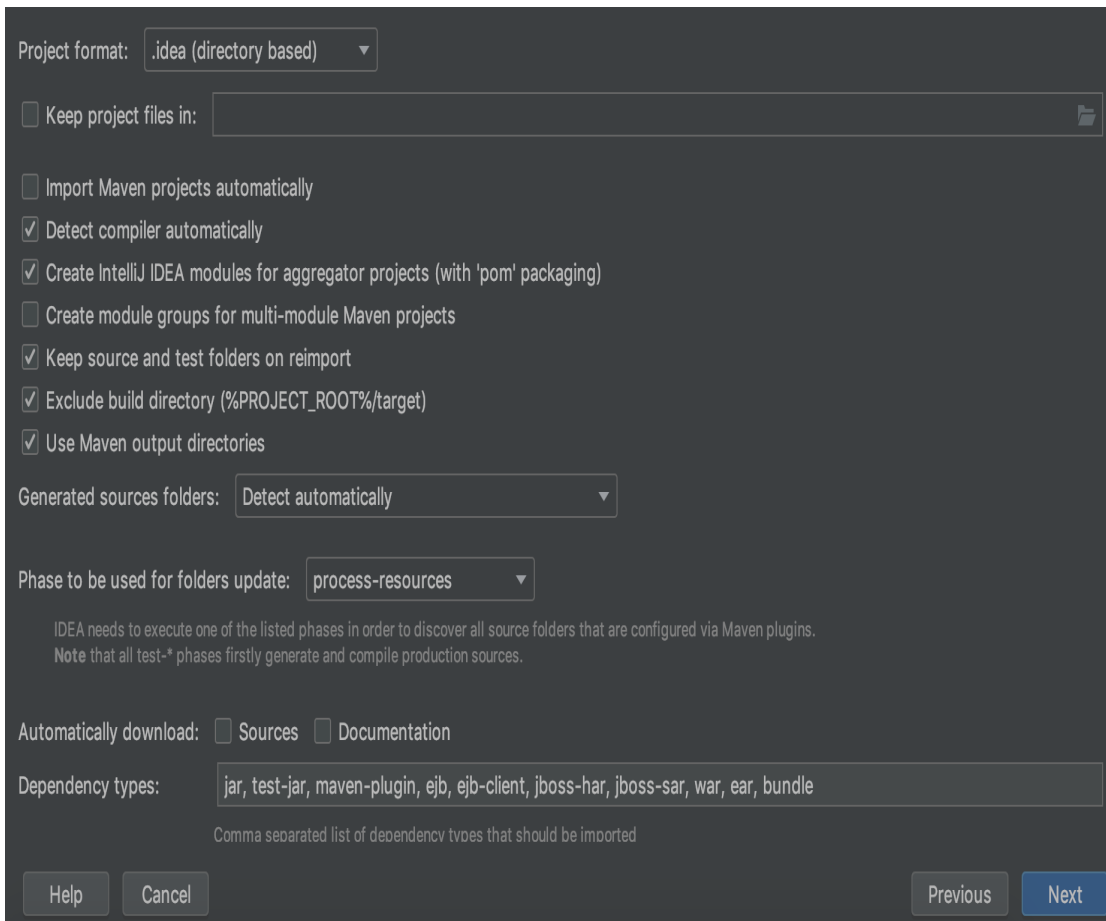 Project format: .idea (directory based)
Keep project files in:
Import Maven projects automatically
Detect compiler automatically
Create IntelliJ IDEA modules for aggregator projects (with 'pom' packaging)
Create module groups for multi-module Maven projects
Keep source and test folders on reimport
Exclude build directory (%PROJECT_ROOT%/target)
Use Maven output directories
Generated sources folders: Detect automatically
Phase to be used for folders update: process-resources
IDEA needs to execute one of the listed phases in order to discover all source folders that are configured via Maven plugins.
Note that all test-* phases firstly generate and compile production sources.
Automatically download: Sources Documentation
Dependency types: jar, test-jar, maven-plugin, ejb, ejb-client, jboss-har, jboss-sar, war, ear, bundle
Comma separated list of dependency types that should be imported
Help Cancel Previous Next